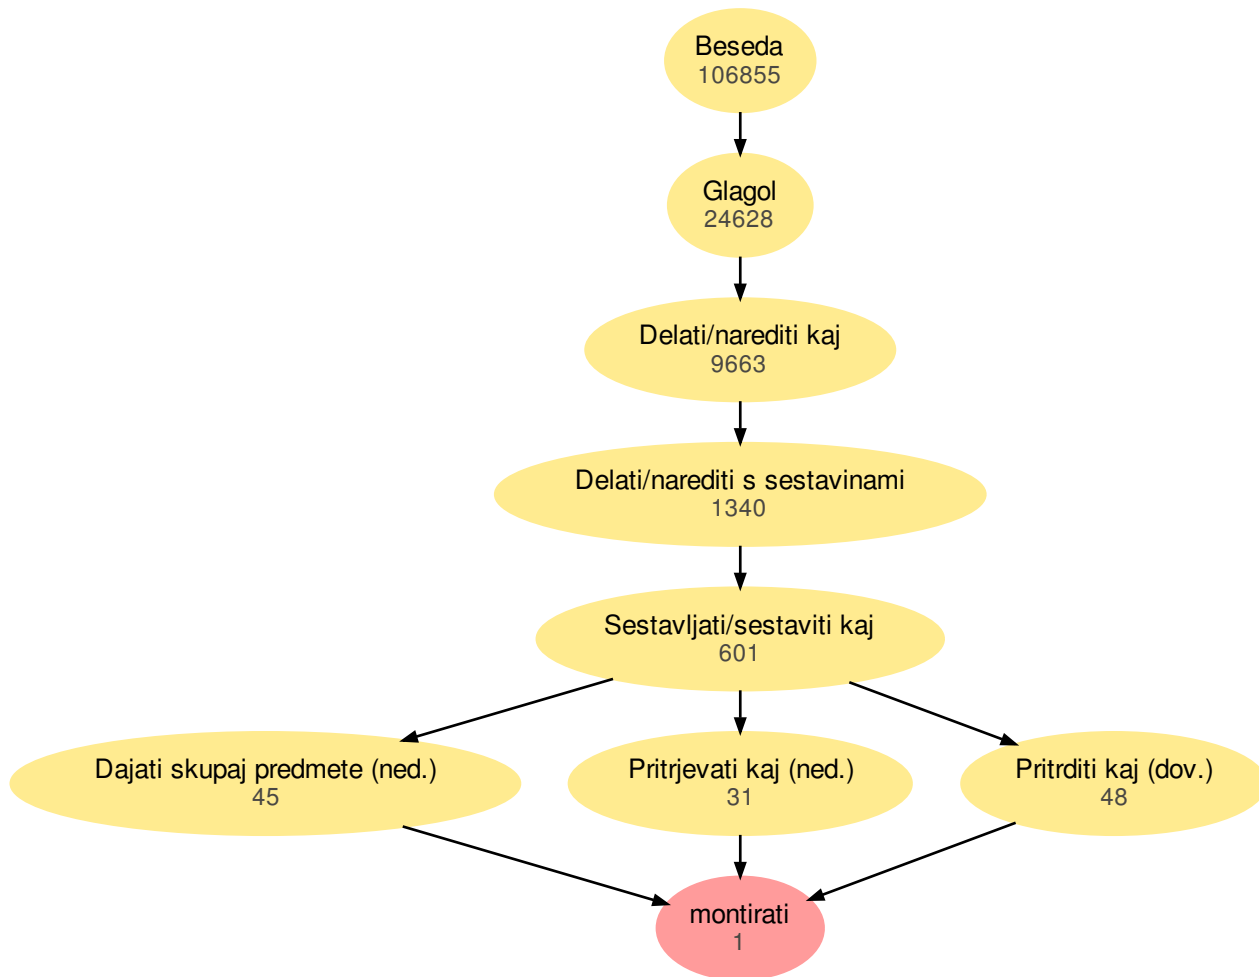 Beseda
106855
Glagol
24628
Delati/narediti kaj
9663
Delati/narediti s sestavinami
1340
Sestavljati/sestaviti kaj
601
Dajati skupaj predmete (ned.)
45
Pritrjevati kaj (ned.)
31
Pritrditi kaj (dov.)
48
montirati
1